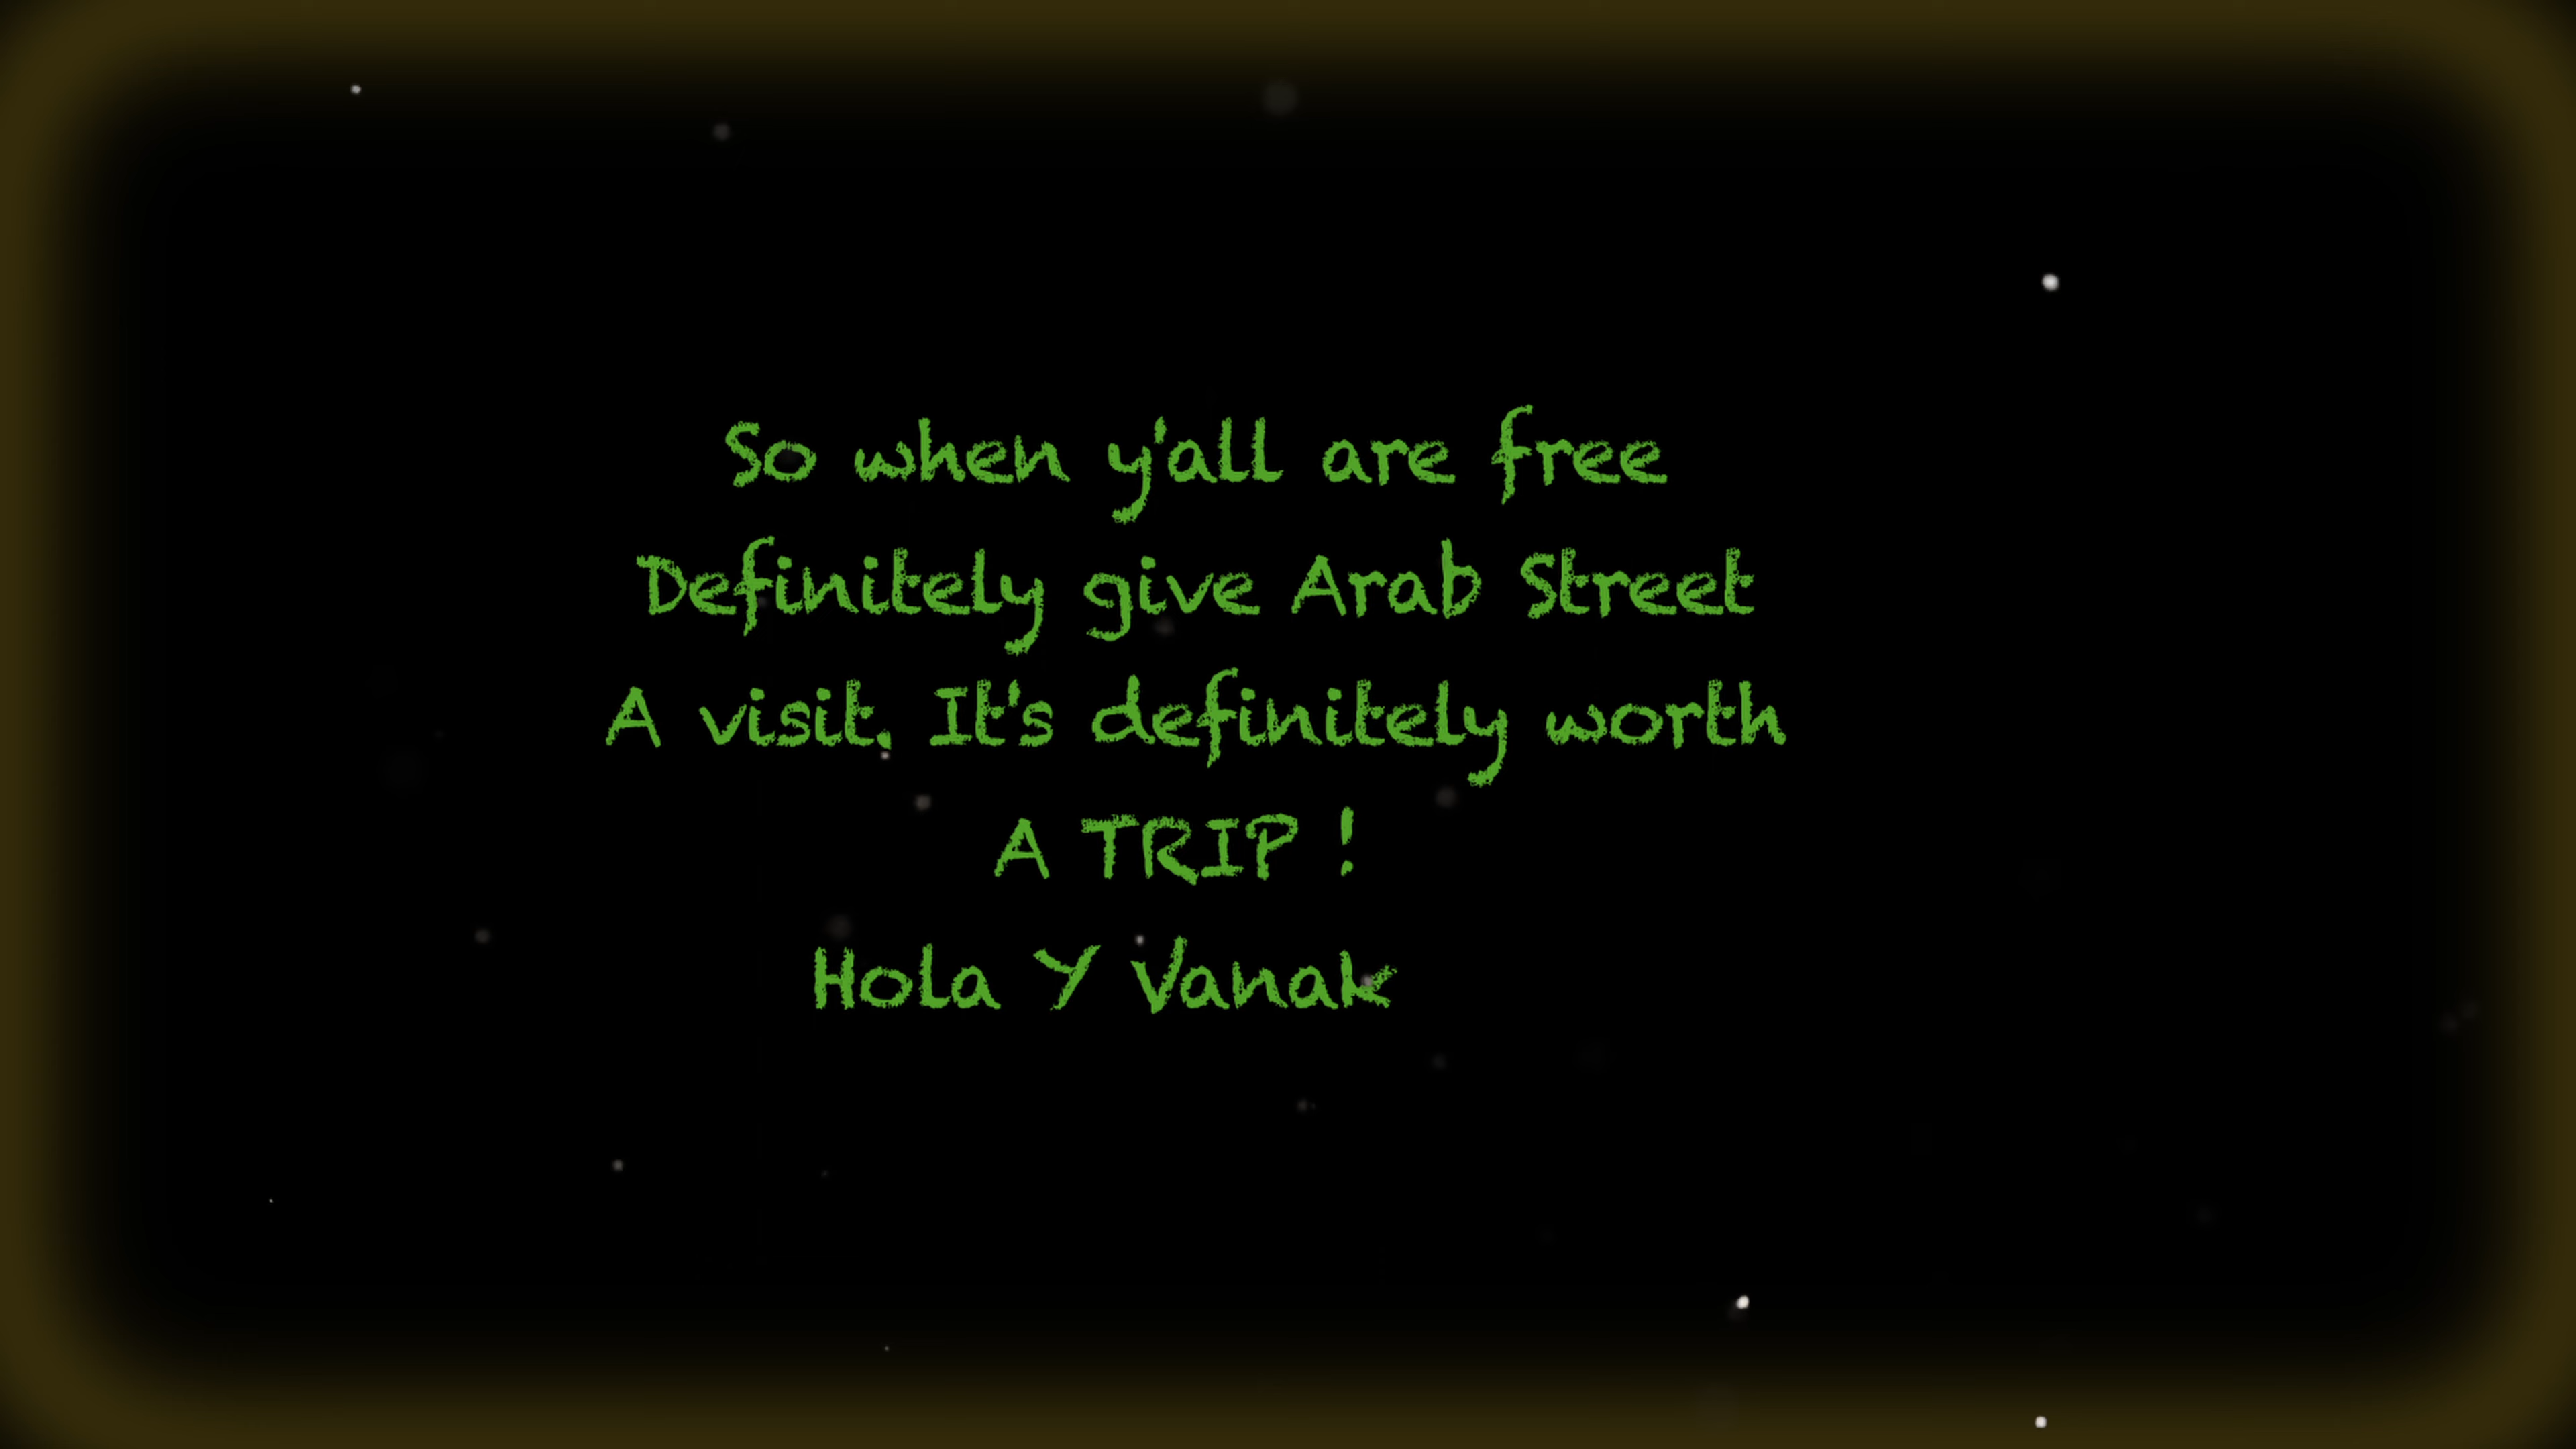 So when y'all are free
Definitely give Arab Street
A visit. It's definitely worth
A TRIP !
Hola Y Vanak